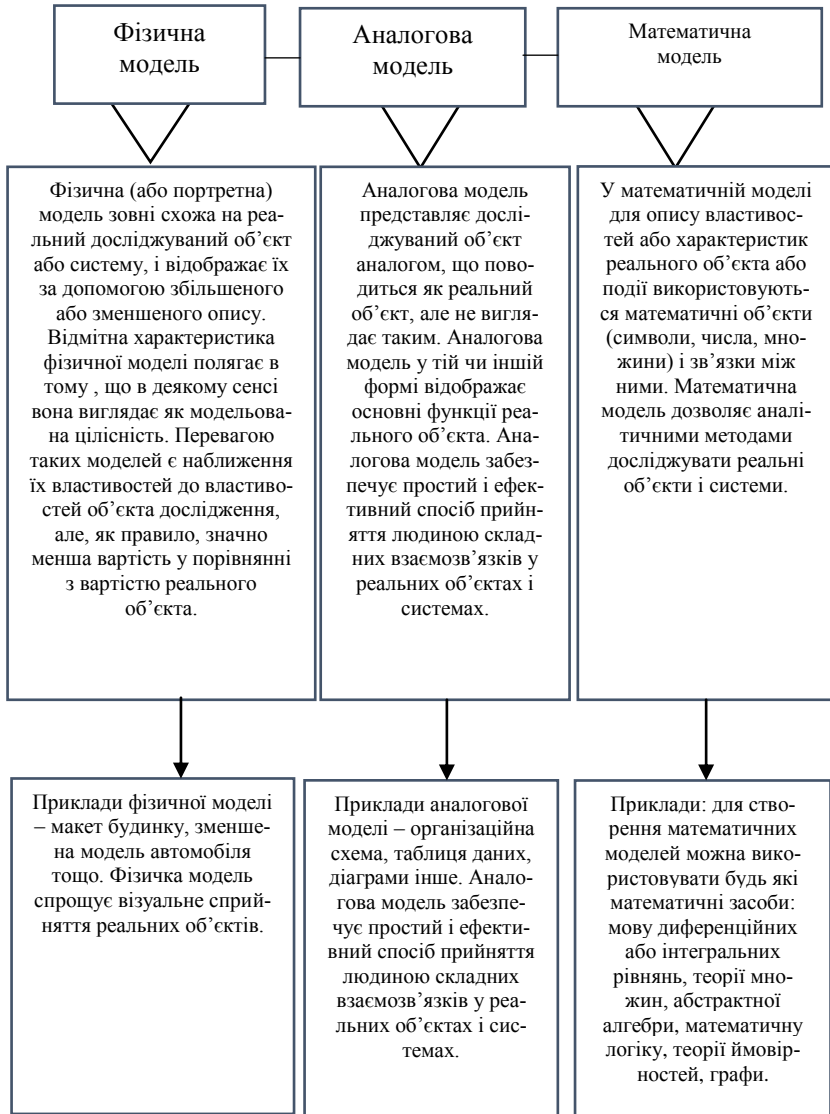 Фізична
модель
Аналогова
модель
Математична
модель
Фізична (або портретна)
модель зовні схожа на реа-
льний досліджуваний об’єкт
або систему, і відображає їх
за допомогою збільшеного
або зменшеного опису.
Відмітна характеристика
фізичної моделі полягає в
тому , що в деякому сенсі
вона виглядає як модельова-
на цілісність. Перевагою
таких моделей є наближення
їх властивостей до властиво-
стей об’єкта дослідження,
але, як правило, значно
менша вартість у порівнянні
з вартістю реального
об’єкта.
Аналогова модель
представляє дослі-
джуваний об’єкт
аналогом, що пово-
диться як реальний
об’єкт, але не вигля-
дає таким. Аналогова
модель у тій чи іншій
формі відображає
основні функції реа-
льного об’єкта. Ана-
логова модель забез-
печує простий і ефек-
тивний спосіб прийн-
яття людиною склад-
них взаємозв’язків у
реальних об’єктах і
системах.
У математичній моделі
для опису властивос-
тей або характеристик
реального об’єкта або
події використовують-
ся математичні об’єкти
(символи, числа, мно-
жини) і зв’язки між
ними. Математична
модель дозволяє аналі-
тичними методами
досліджувати реальні
об’єкти і системи.
Приклади фізичної моделі
– макет будинку, зменше-
на модель автомобіля
тощо. Фізичка модель
спрощує візуальне сприй-
няття реальних об’єктів.
Приклади аналогової
моделі – організаційна
схема, таблиця даних,
діаграми інше. Анало-
гова модель забезпе-
чує простий і ефекти-
вний спосіб прийняття
людиною складних
взаємозв’язків у реа-
льних об’єктах і сис-
темах.
Приклади: для ство-
рення математичних
моделей можна вико-
ристовувати будь які
математичні засоби:
мову диференційних
або інтегральних
рівнянь, теорії мно-
жин, абстрактної
алгебри, математичну
логіку, теорії ймовір-
ностей, графи.